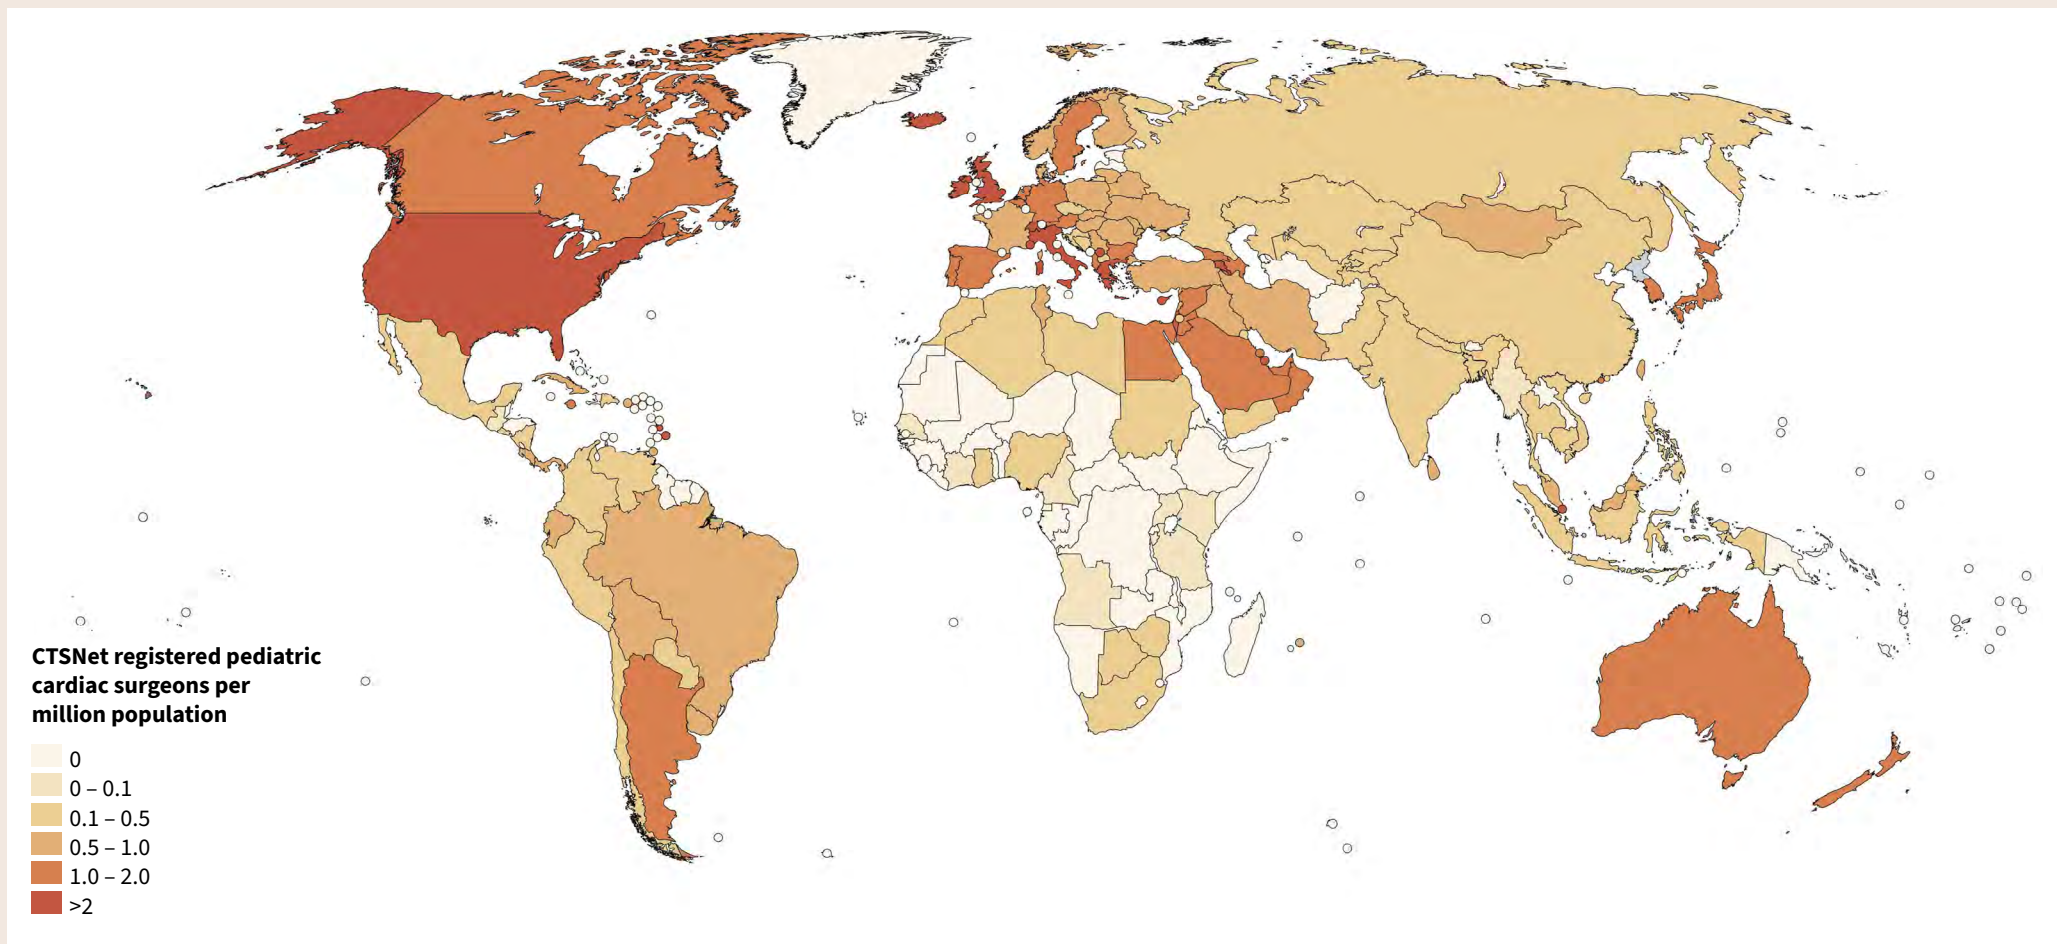 CTSNet registered pediatric
cardiac surgeons per
million population
0
0 – 0.1
0.1 – 0.5
0.5 – 1.0
1.0 – 2.0
>2